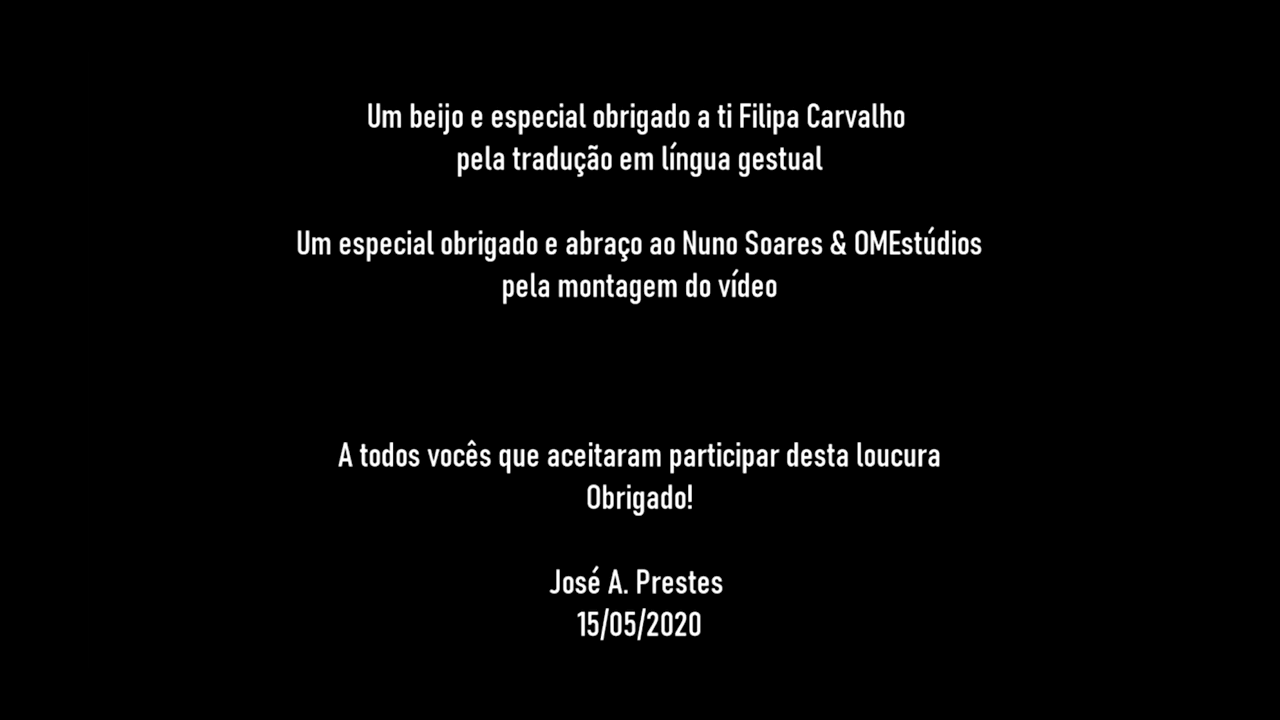 Um beijo e especial obrigado a ti Filipa Carvalho
pela tradução em língua gestual
Um especial obrigado e abraço ao Nuno Soares & OMEstúdios
pela montagem do vídeo
A todos vocês que aceitaram participar desta loucura
Obrigado!
José A. Prestes
15/05/2020